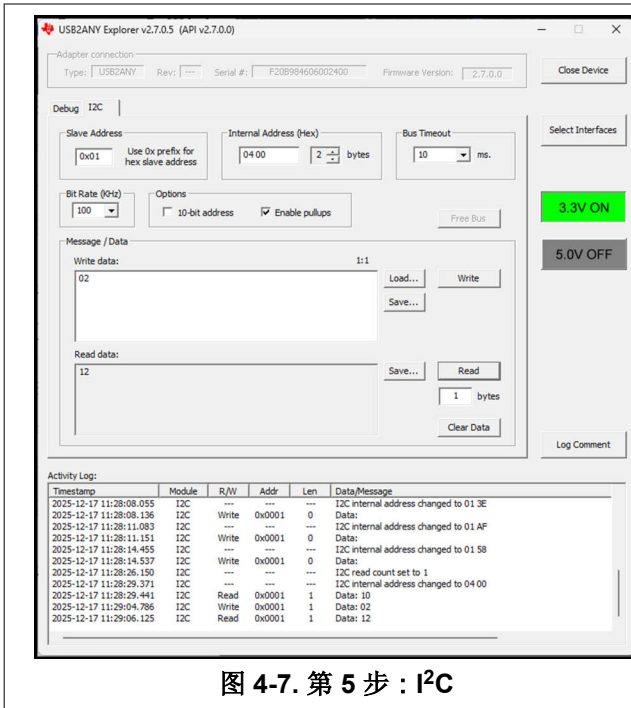 USB2ANY Explorer v2.7.0.5 (API v2.7.0.0)
Adapter connection
Type: USB2ANY Rev: --- Serial #: F20B984606002400 Firmware Version: 2.7.0.0
Close Device
Debug I2C
Select Interfaces
Slave Address
0x01 Use 0x prefix for
hex slave address
Internal Address (Hex)
04 00 2 bytes
Bus Timeout
10 ms.
Bit Rate (KHz)
100
Options
10-bit address Enable pullups
Free Bus
3.3V ON
5.0V OFF
Message / Data
Write data: 1:1
02
Load... Write
Save...
Read data:
12
Save... Read
1 bytes
Clear Data
Log Comment
Activity Log:
Timestamp Module R/W Addr Len Data/Message
2025-12-17 11:28:08.055 I2C --- --- --- I2C internal address changed to 01 3E
2025-12-17 11:28:08.136 I2C Write 0x0001 0 Data:
2025-12-17 11:28:11.083 I2C --- --- --- I2C internal address changed to 01 AF
2025-12-17 11:28:11.151 I2C Write 0x0001 0 Data:
2025-12-17 11:28:14.455 I2C --- --- --- I2C internal address changed to 01 58
2025-12-17 11:28:14.537 I2C Write 0x0001 0 Data:
2025-12-17 11:28:26.150 I2C --- --- --- I2C read count set to 1
2025-12-17 11:28:29.371 I2C --- --- --- I2C internal address changed to 04 00
2025-12-17 11:28:29.441 I2C Read 0x0001 1 Data: 10
2025-12-17 11:29:04.786 I2C Write 0x0001 1 Data: 02
2025-12-17 11:29:06.125 I2C Read 0x0001 1 Data: 12
图 4-7. 第 5 步：I²C